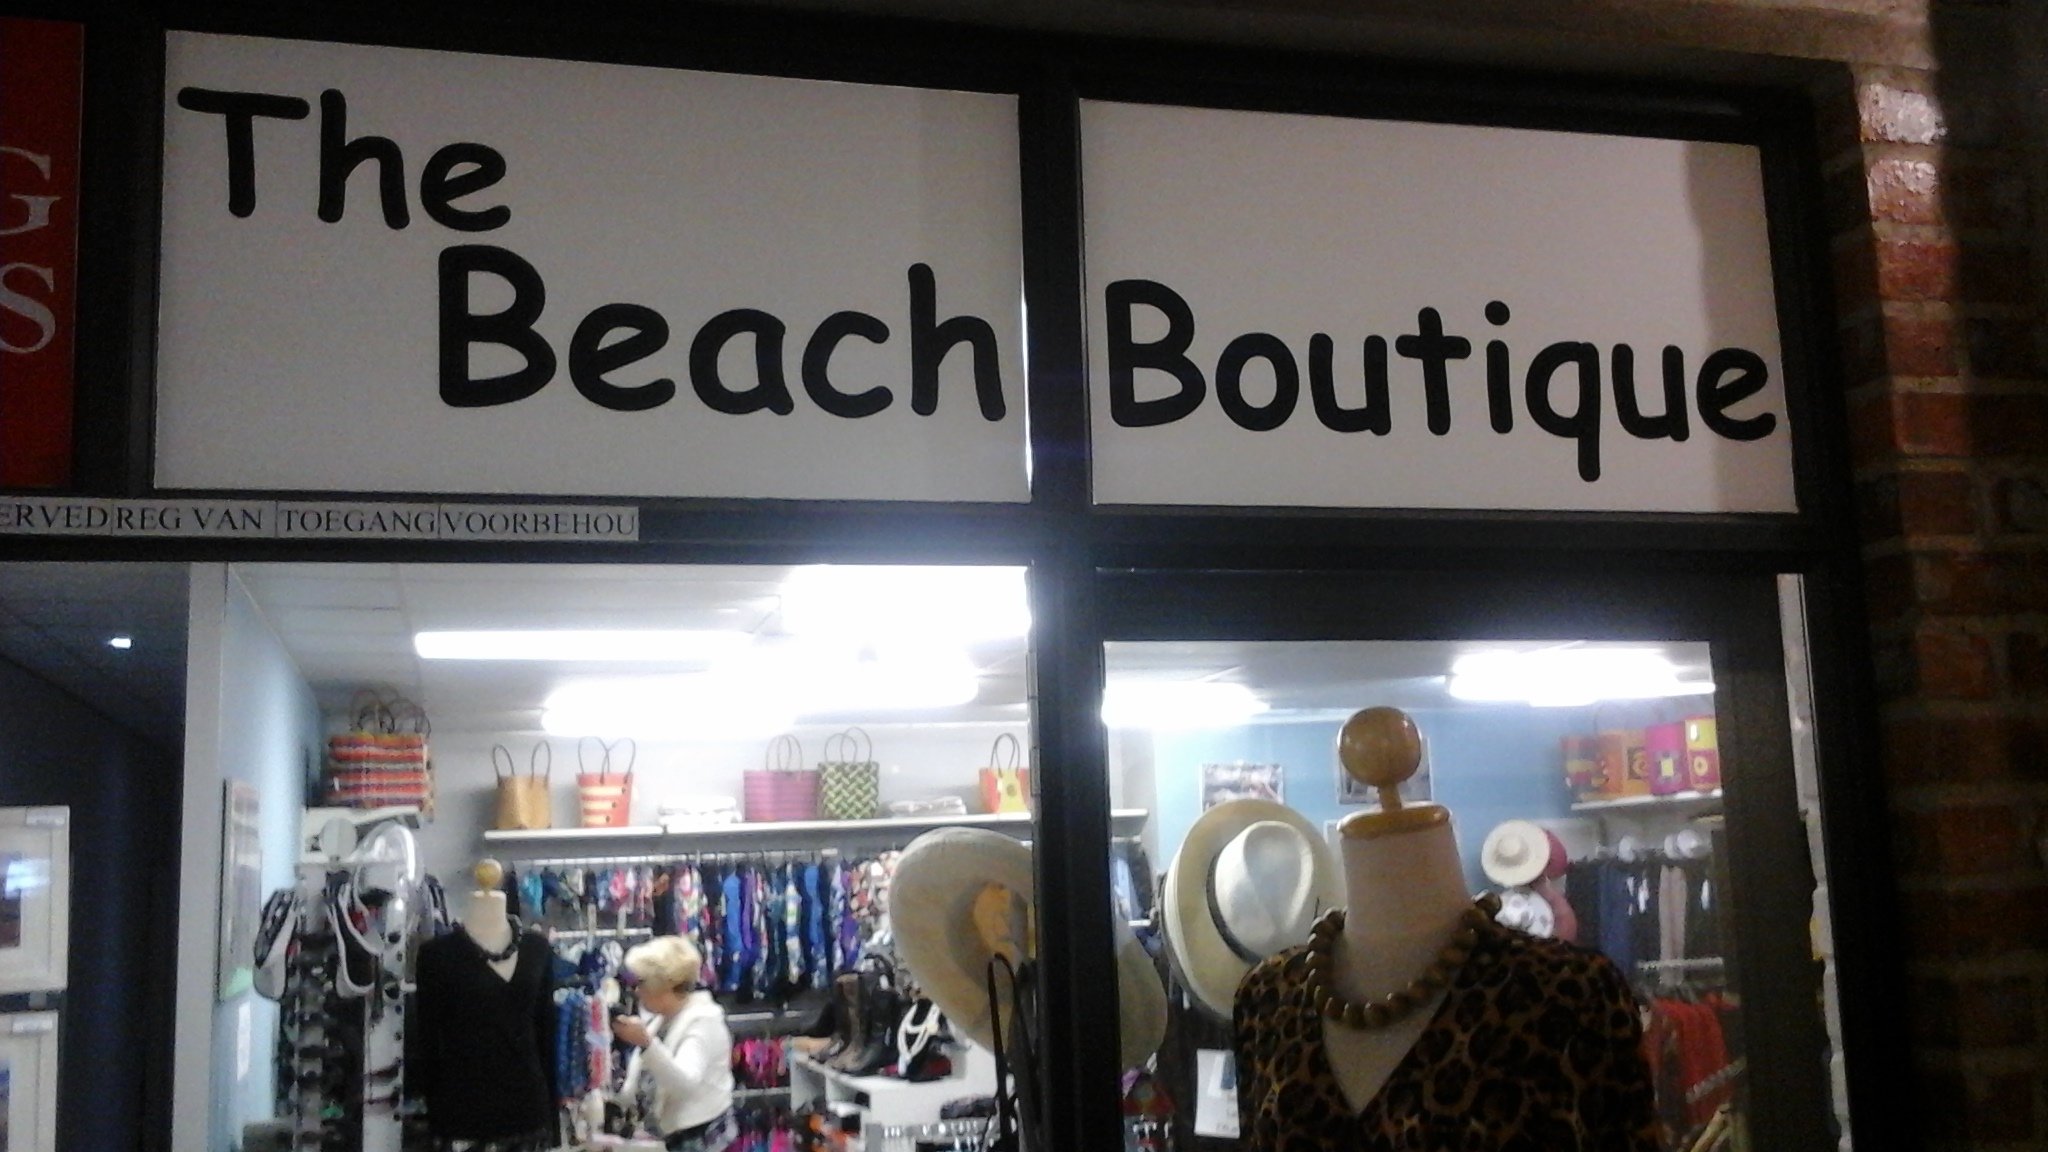 The
Beach Boutique
G
S
ERVED REG VAN TOEGANG VOORBEHOU